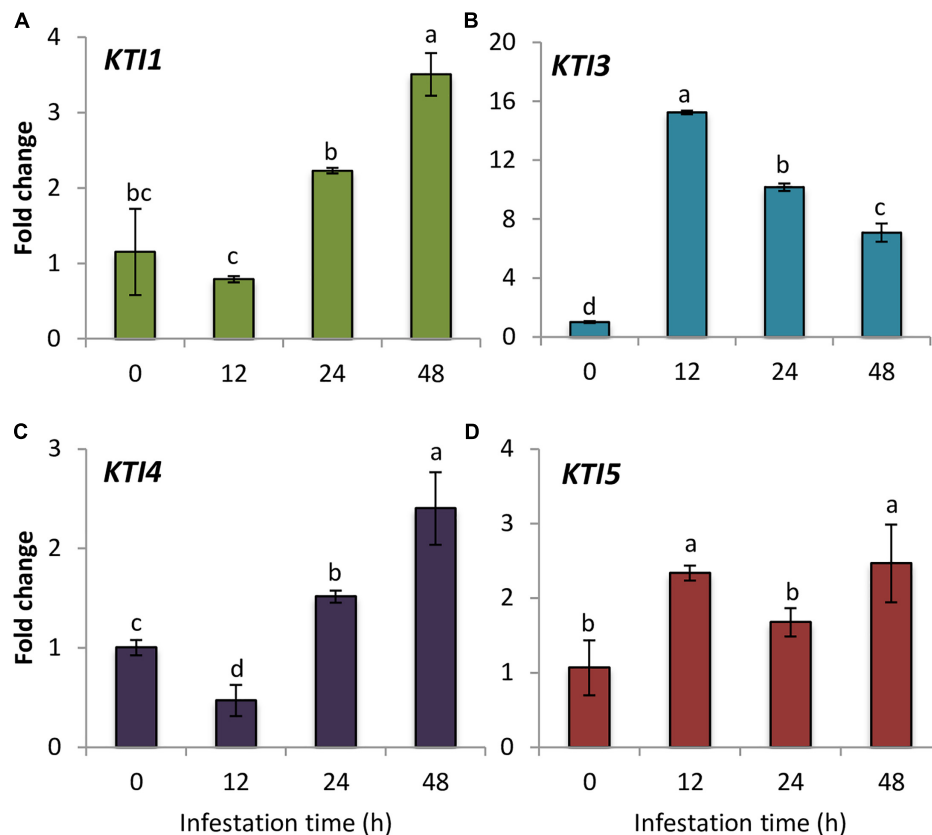 A
KTI1
Fold change
4
3
2
1
0
bc
c
b
a
0 12 24 48
B
KTI3
20
16
12
8
4
0
d
a
b
c
0 12 24 48
C
KTI4
Fold change
3
2
1
0
c
d
b
a
0 12 24 48
Infestation time (h)
D
KTI5
4
3
2
1
0
b
a
b
a
0 12 24 48
Infestation time (h)